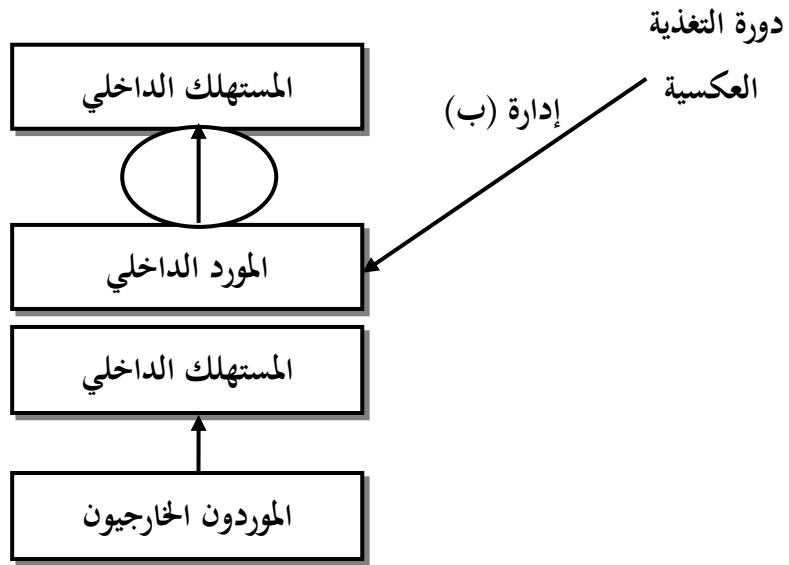 دورة التغذية
العكسية
المستهلك الداخلي
إدارة (ب)
المورد الداخلي
المستهلك الداخلي
الموردون الخارجيون